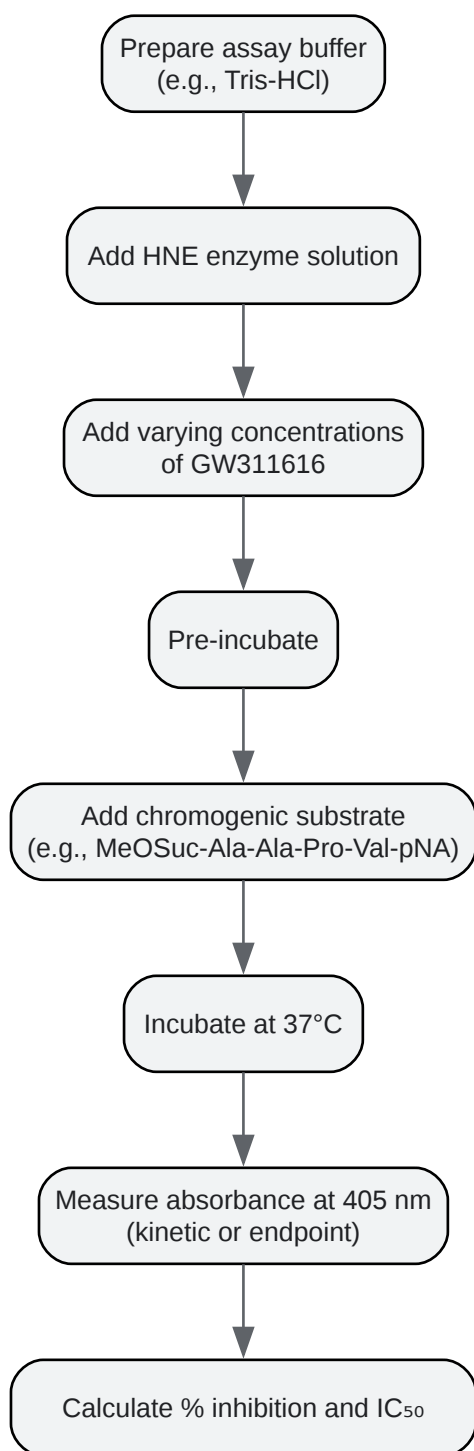 Prepare assay buffer
(e.g., Tris-HCl)
Add HNE enzyme solution
Add varying concentrations
of GW311616
Pre-incubate
Add chromogenic substrate
(e.g., MeOSuc-Ala-Ala-Pro-Val-pNA)
Incubate at 37°C
Measure absorbance at 405 nm
(kinetic or endpoint)
Calculate % inhibition and IC₅₀